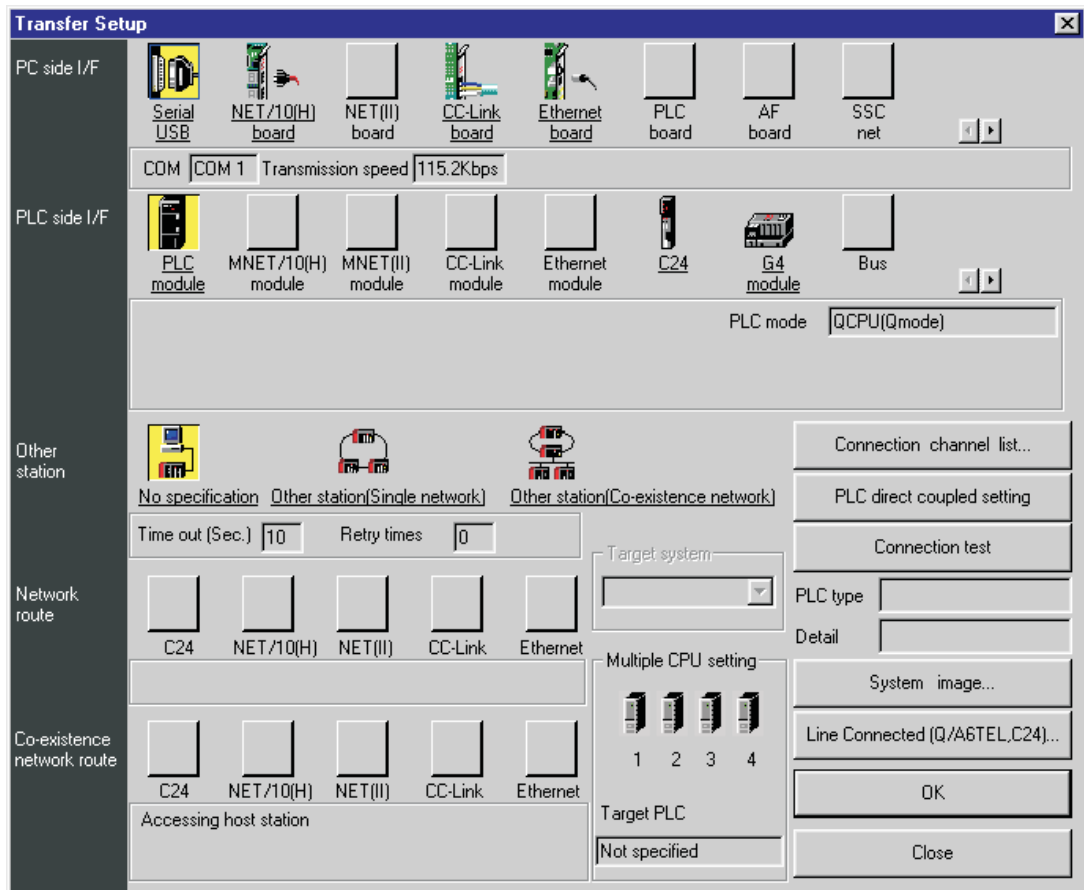 Transfer Setup
PC side I/F
Serial USB
NET/10(H) board
NET(II) board
CC-Link board
Ethernet board
PLC board
AF board
SSC net
COM COM 1 Transmission speed 115.2Kbps
PLC side I/F
PLC module
MNET/10(H) module
MNET(II) module
CC-Link module
Ethernet module
C24
G4 module
Bus
PLC mode QCPU(Qmode)
Other station
No specification
Other station(Single network)
Other station(Co-existence network)
Time out (Sec.) 10 Retry times 0
Target system
Connection channel list...
PLC direct coupled setting
Connection test
PLC type
Detail
System image...
Line Connected (Q/A6TEL,C24)...
OK
Close
Network route
C24
NET/10(H)
NET(II)
CC-Link
Ethernet
Multiple CPU setting
1 2 3 4
Target PLC
Not specified
Co-existence network route
C24
NET/10(H)
NET(II)
CC-Link
Ethernet
Accessing host station